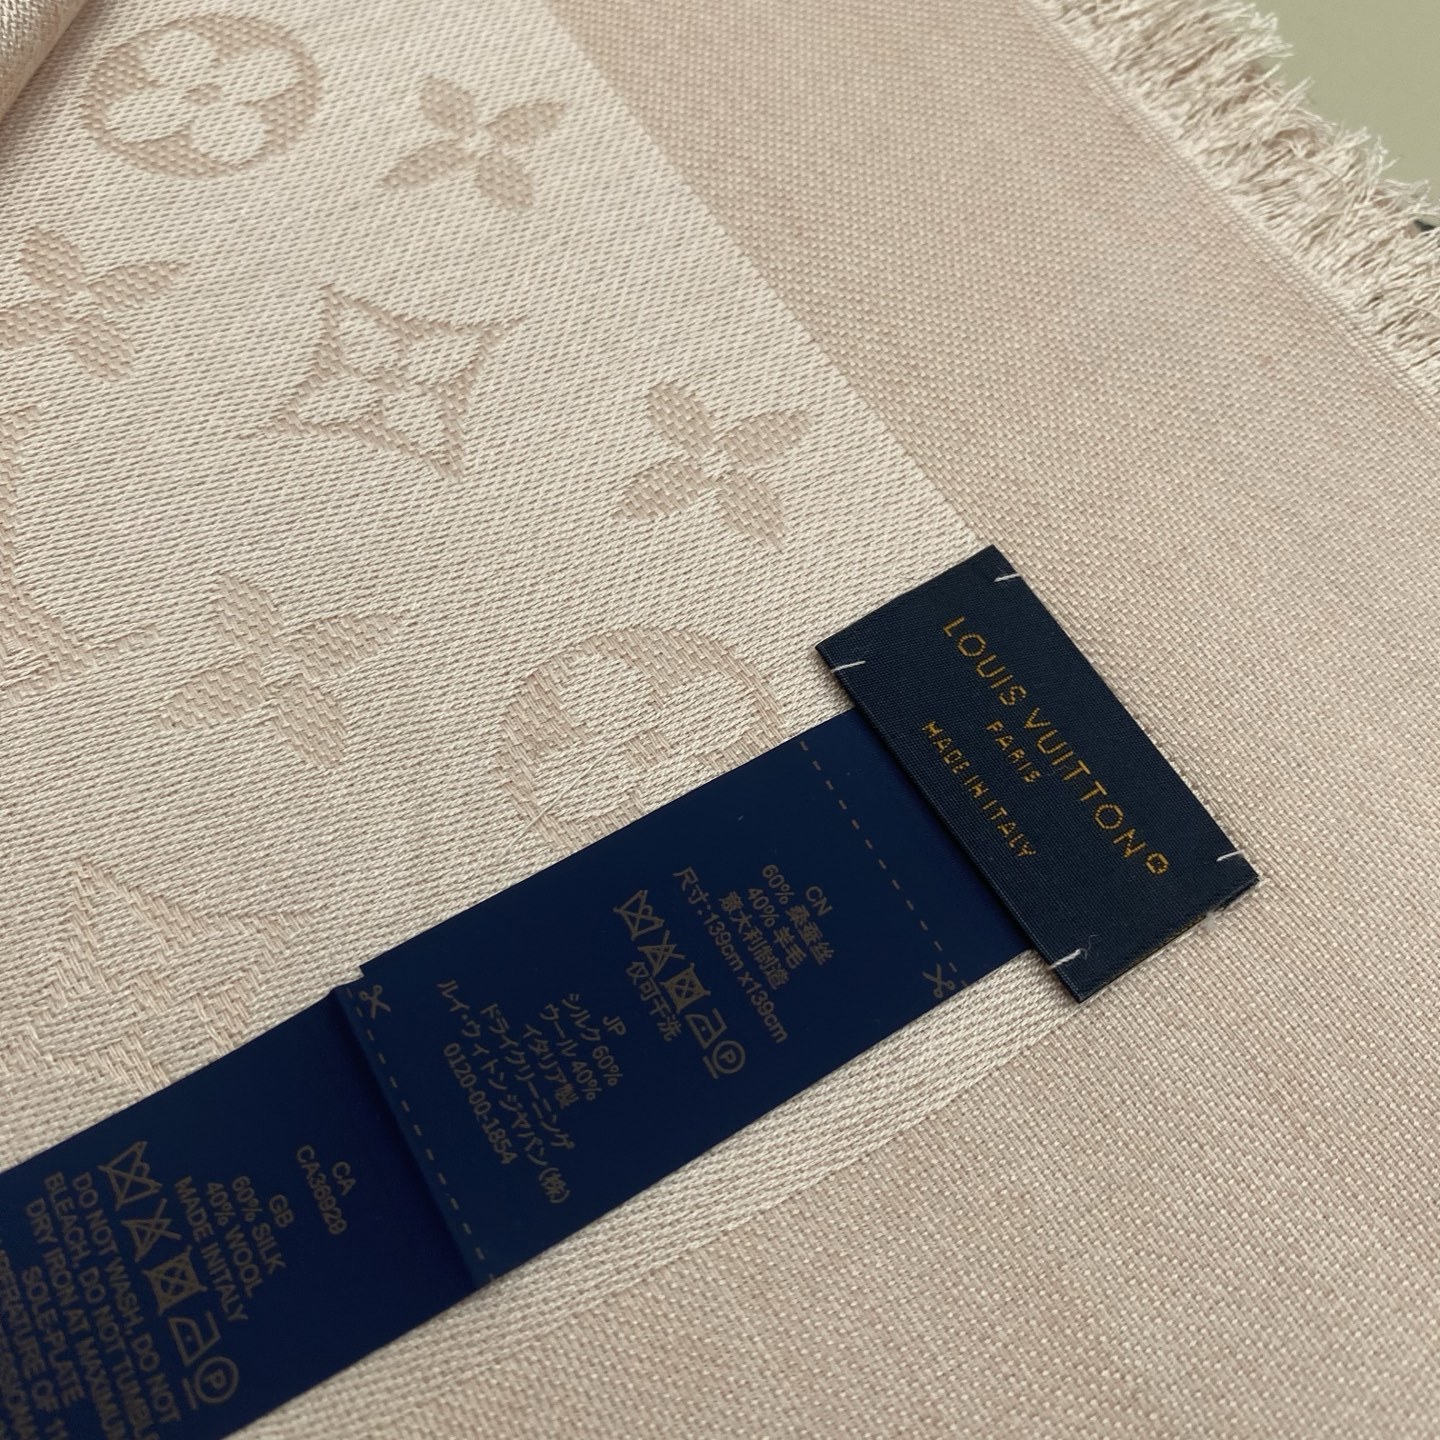 LOUIS VUITTON
PARIS
MADE IN ITALY
CN
60% 桑蚕丝
40% 羊毛
意大利制造
尺寸:139cm x139cm
仅可干洗
JP
シルク 60%
ウール 40%
イタリア製
ドライクリーニング
ルイ・ヴィトン ジャパン(株)
0120-00-1854
CA
CA36929
GB
60% SILK
40% WOOL
MADE IN ITALY
DO NOT WASH, DO NOT
BLEACH, DO NOT TUMBLE
DRY IRON AT MAXIMUM
SOLE-PLATE